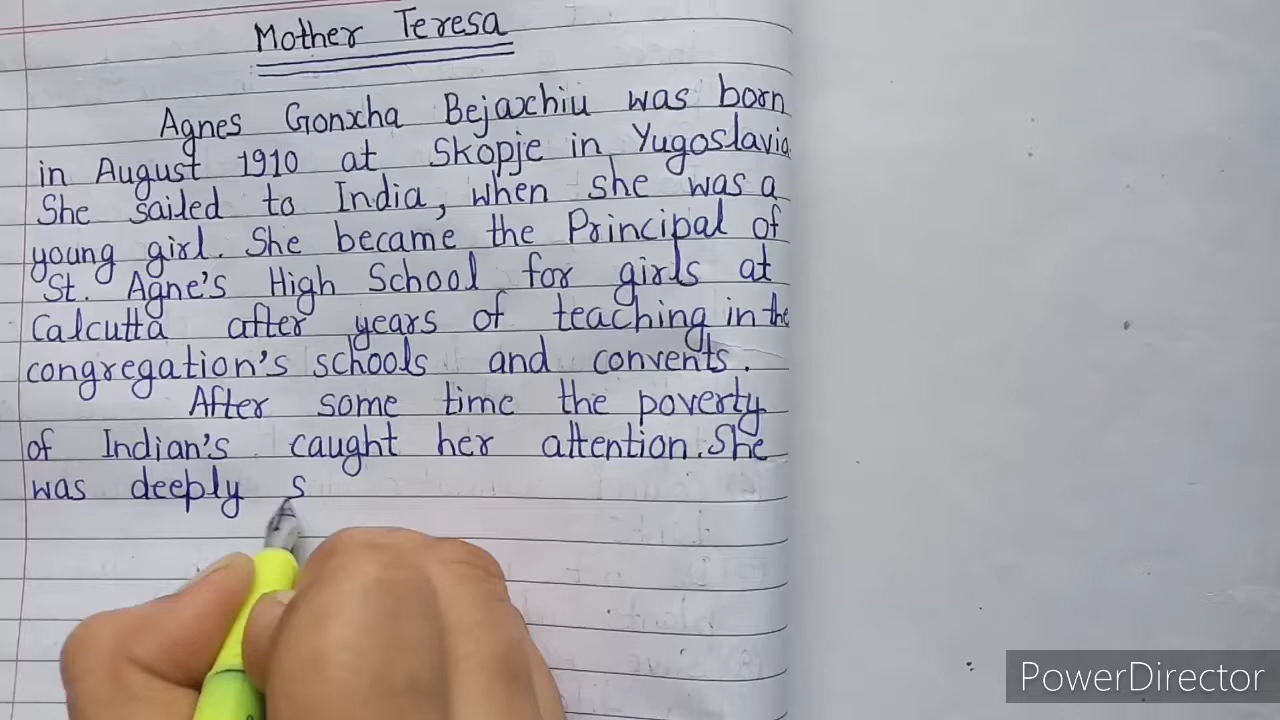 Mother Teresa
Agnes Gonxha Bejaxhiu was born
in August 1910 at Skopje in Yugoslavia.
She sailed to India, when she was a
young girl. She became the Principal of
St. Agne's High School for girls at
Calcutta after years of teaching in the
congregation's schools and convents.
After some time the poverty
of Indian's caught her attention. She
was deeply s
PowerDirector